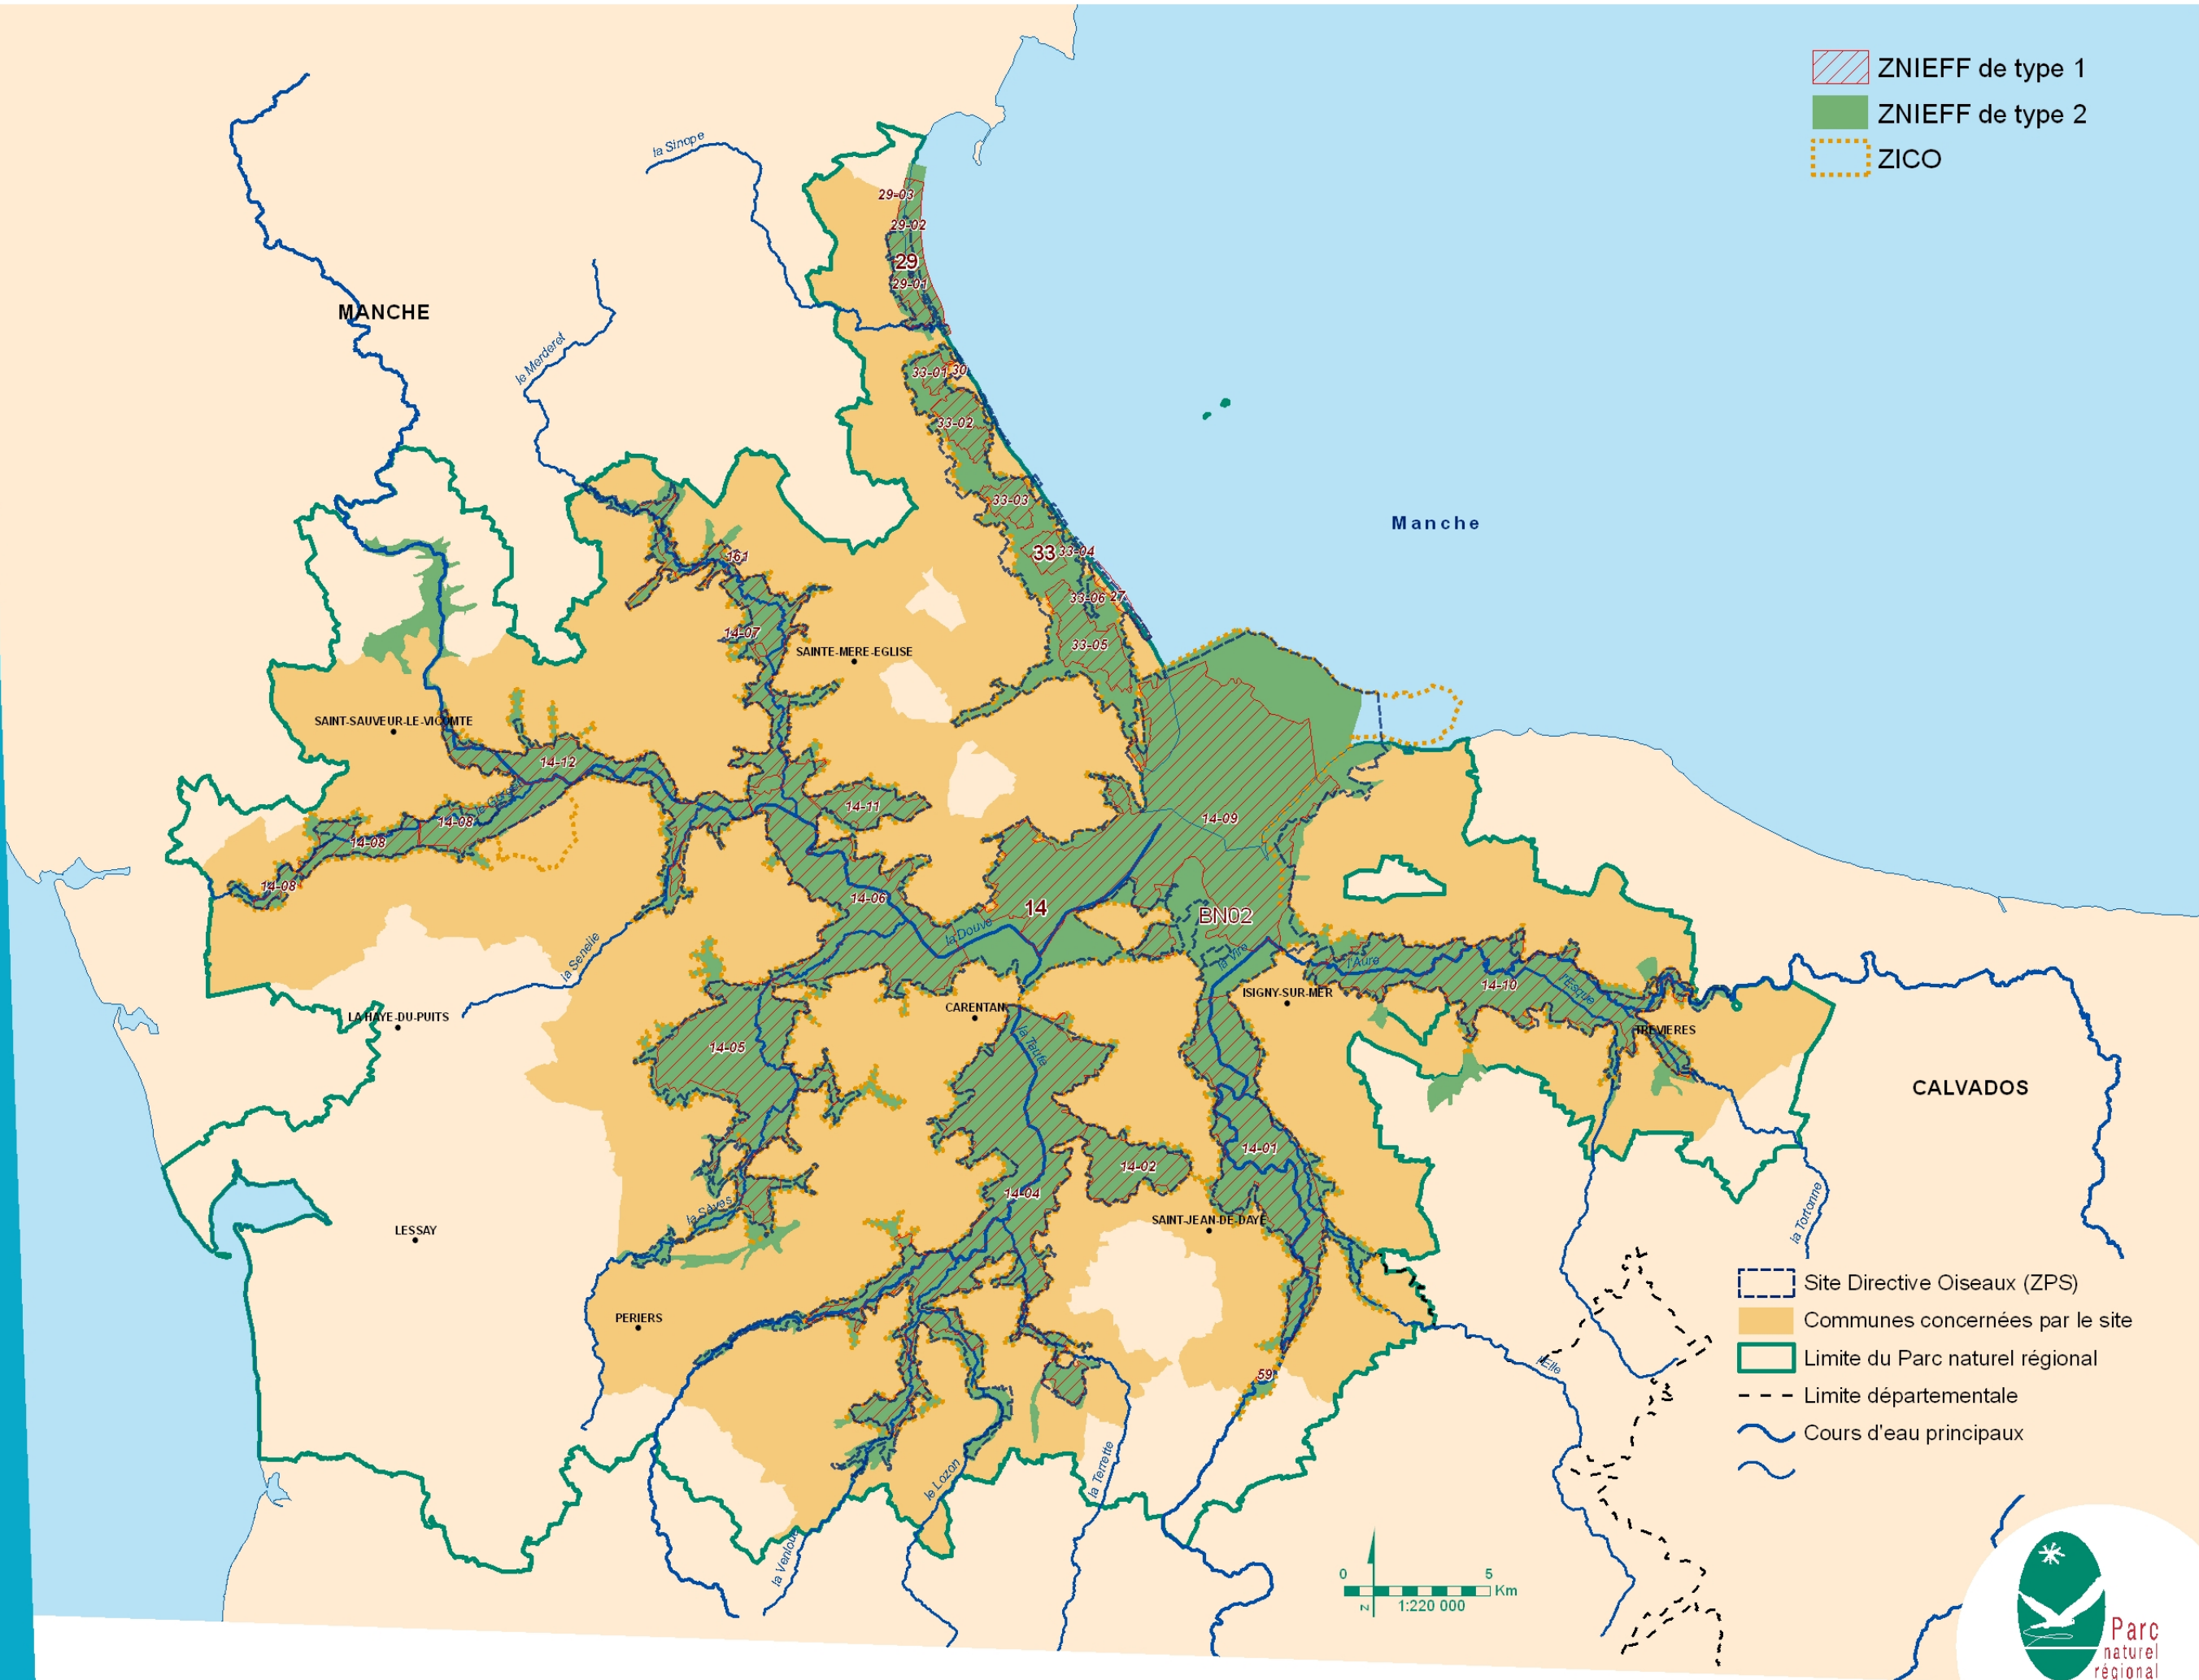 ZNIEFF de type 1
ZNIEFF de type 2
ZICO
la Sinope
29-03
29-02
29
29-01
MANCHE
le Merderet
33-01
30
33-02
33-03
Manche
33
33-04
161
33-06
27
14-07
33-05
SAINTE-MERE-EGLISE
SAINT-SAUVEUR-LE-VICOMTE
14-12
14-11
14-08
14-09
14-08
14-08
14-06
14
BN02
la Douve
la Senelle
la Vire
l'Aure
14-10
l'Esque
ISIGNY-SUR-MER
CARENTAN
LA HAYE-DU-PUITS
TREVIERES
14-05
la Taute
CALVADOS
14-01
14-02
14-04
la Sèves
SAINT-JEAN-DE-DAYE
LESSAY
la Tortonne
Site Directive Oiseaux (ZPS)
Communes concernées par le site
Limite du Parc naturel régional
Limite départementale
Cours d'eau principaux
PERIERS
l'Elle
59
le Lozon
la Terrette
la Venloue
0 5
Km
1:220 000
N
Parc
naturel
régional